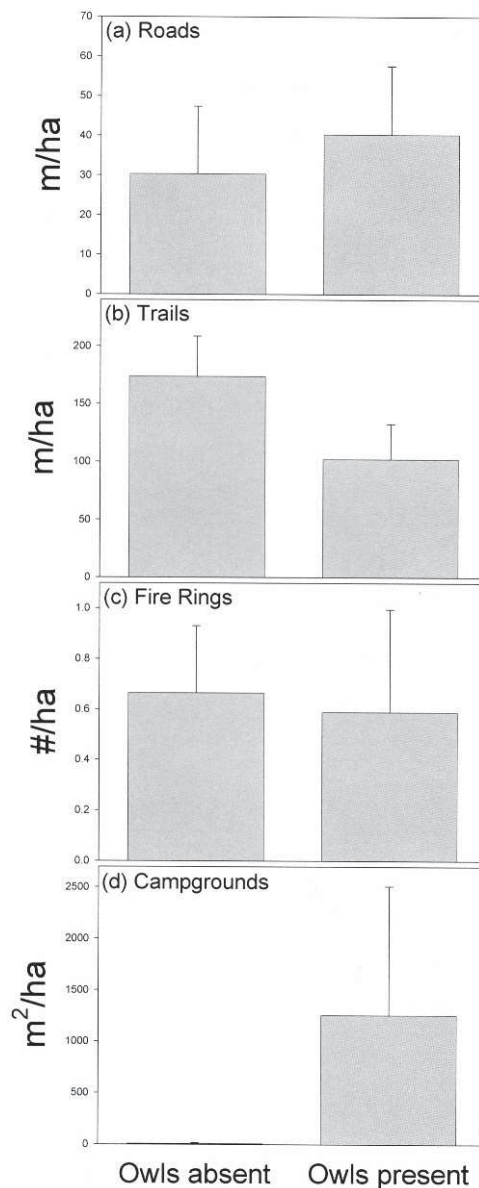 (a) Roads
70
60
50
40
30
20
10
0
m/ha
(b) Trails
200
150
100
50
0
m/ha
(c) Fire Rings
1.0
0.8
0.6
0.4
0.2
0.0
#/ha
(d) Campgrounds
2500
2000
1500
1000
500
0
m²/ha
Owls absent Owls present